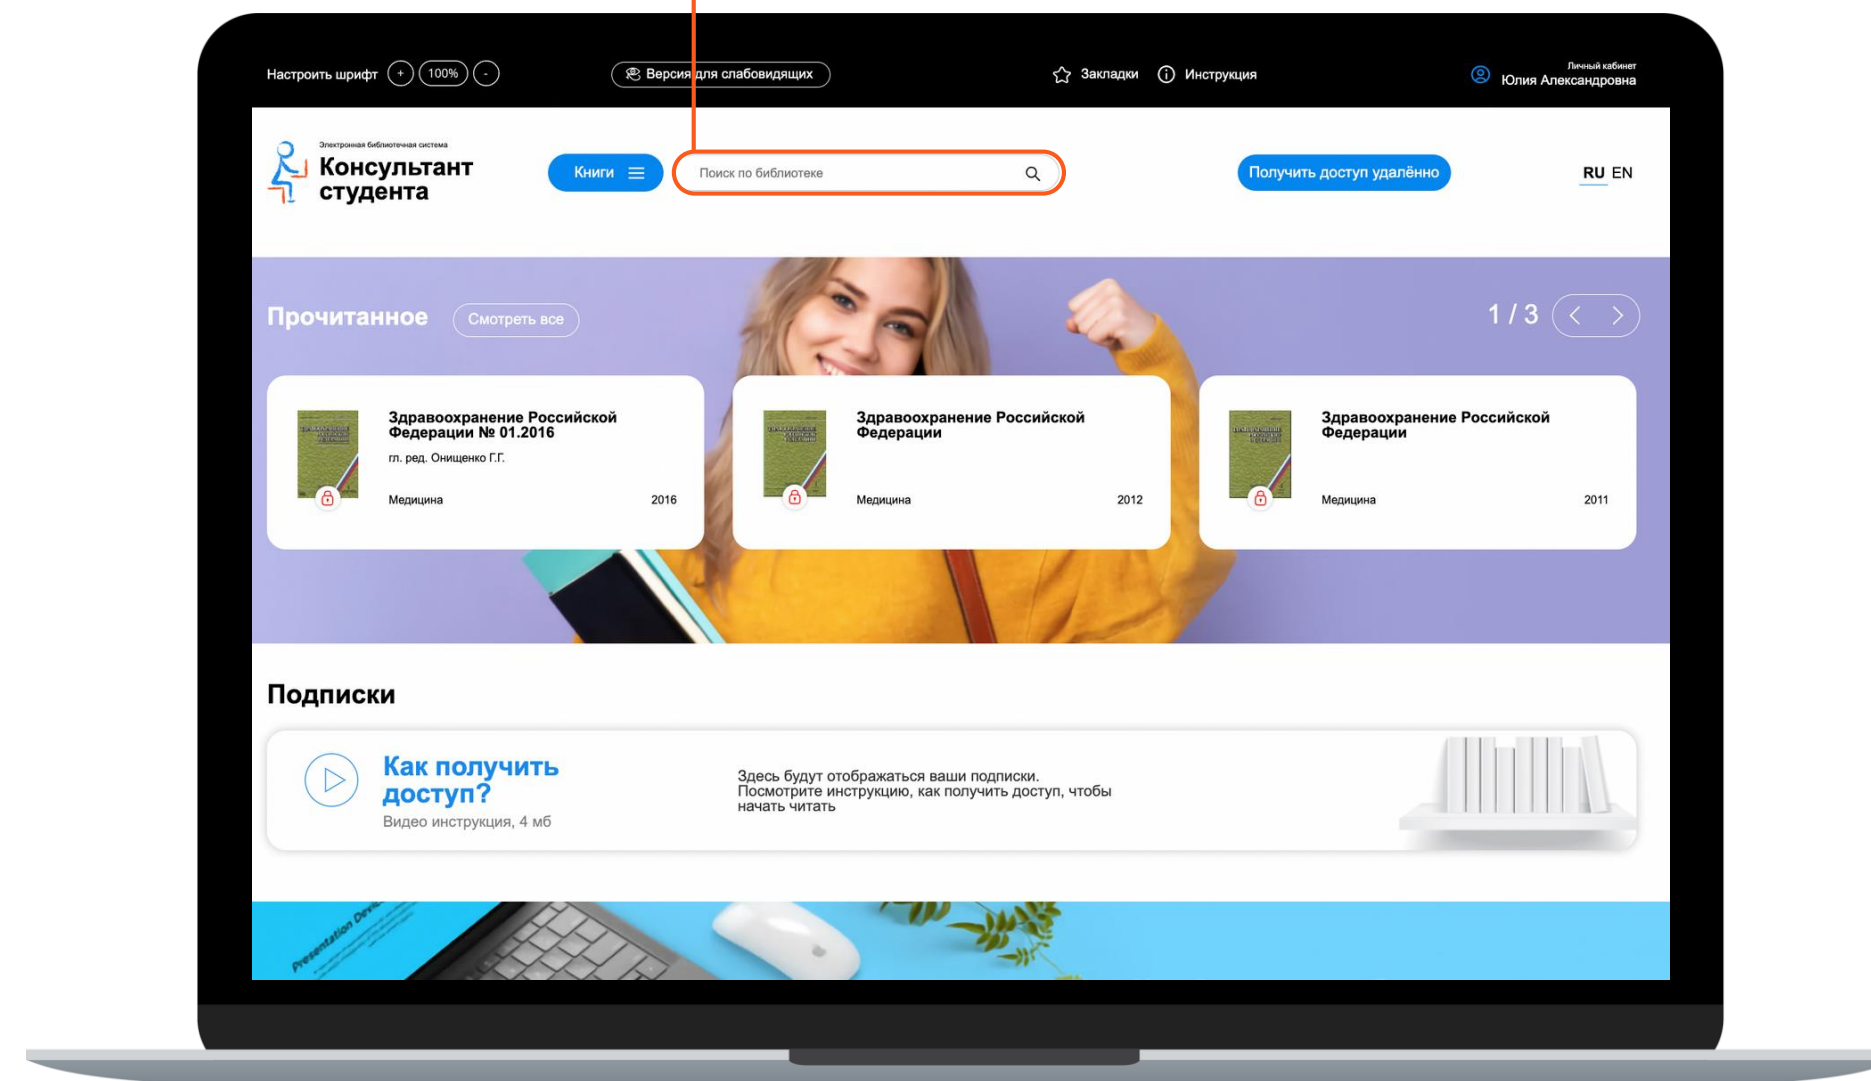 Настроить шрифт + 100% -
Версия для слабовидящих
Закладки
Инструкция
Личный кабинет
Юлия Александровна
Электронная библиотечная система
Консультант
студента
Книги
Поиск по библиотеке
Получить доступ удалённо
RU EN
Прочитанное
Смотреть все
1 / 3
Здравоохранение Российской
Федерации № 01.2016
гл. ред. Онищенко Г.Г.
Медицина
2016
Здравоохранение Российской
Федерации
Медицина
2012
Здравоохранение Российской
Федерации
Медицина
2011
Подписки
Как получить
доступ?
Видео инструкция, 4 мб
Здесь будут отображаться ваши подписки.
Посмотрите инструкцию, как получить доступ, чтобы
начать читать
Presentation